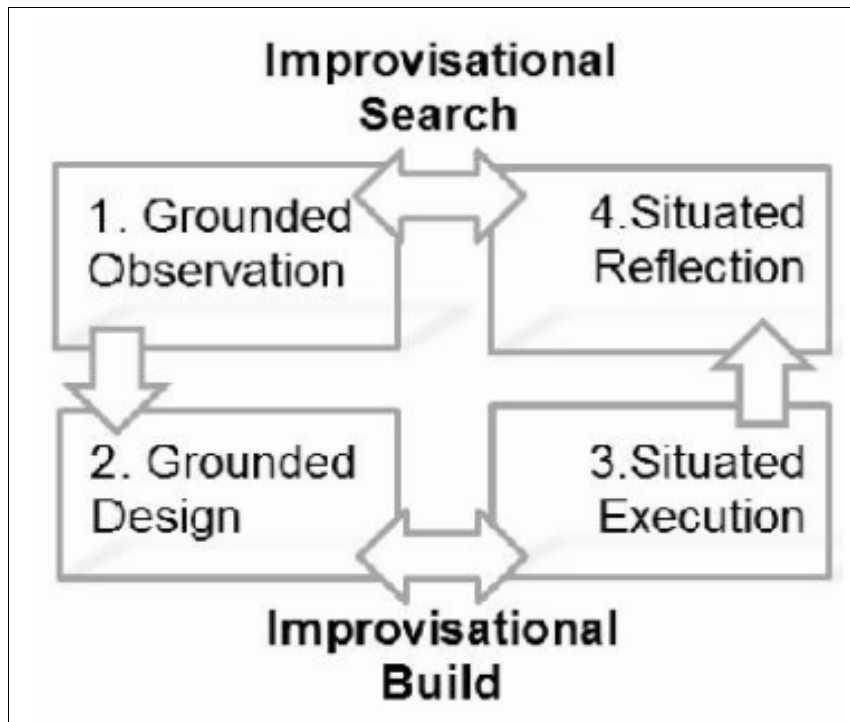 Improvisational
Search
1. Grounded
Observation
4.Situated
Reflection
2. Grounded
Design
3.Situated
Execution
Improvisational
Build